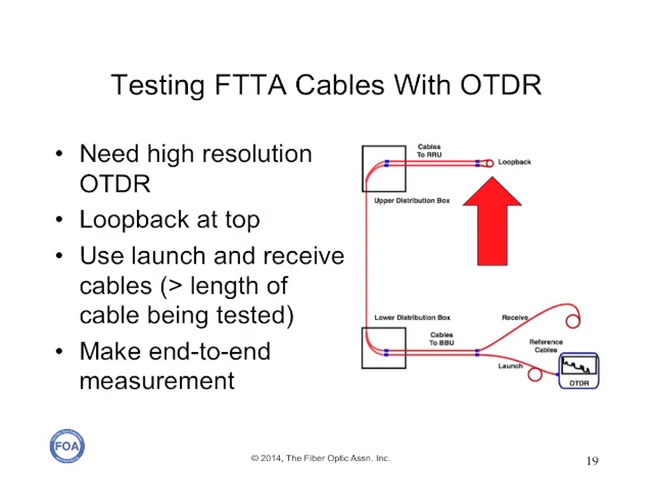 Testing FTTA Cables With OTDR
• Need high resolution
OTDR
• Loopback at top
• Use launch and receive
cables (> length of
cable being tested)
• Make end-to-end
measurement
Cables
To RRU
Loopback
Upper Distribution Box
Lower Distribution Box
Cables
To BBU
Receive
Reference
Cables
Launch
OTDR
FOA
© 2014, The Fiber Optic Assn. Inc.
19